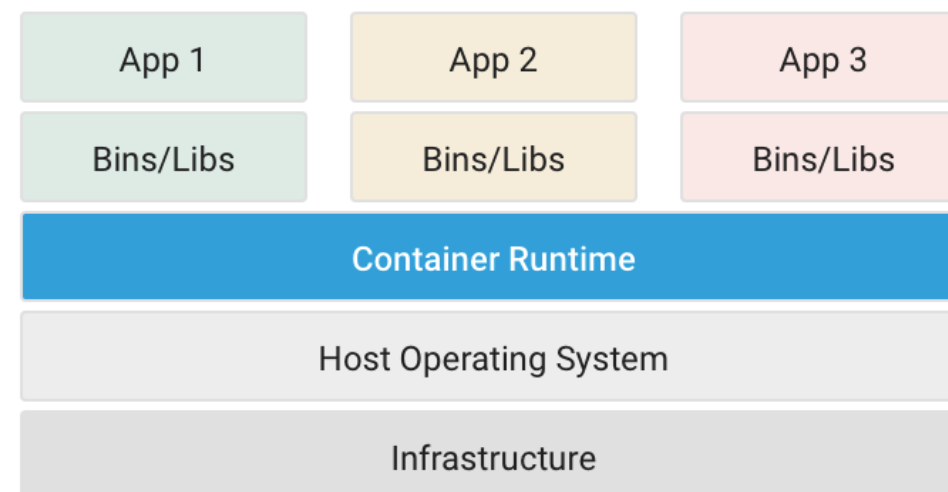 App 1
App 2
App 3
Bins/Libs
Bins/Libs
Bins/Libs
Container Runtime
Host Operating System
Infrastructure